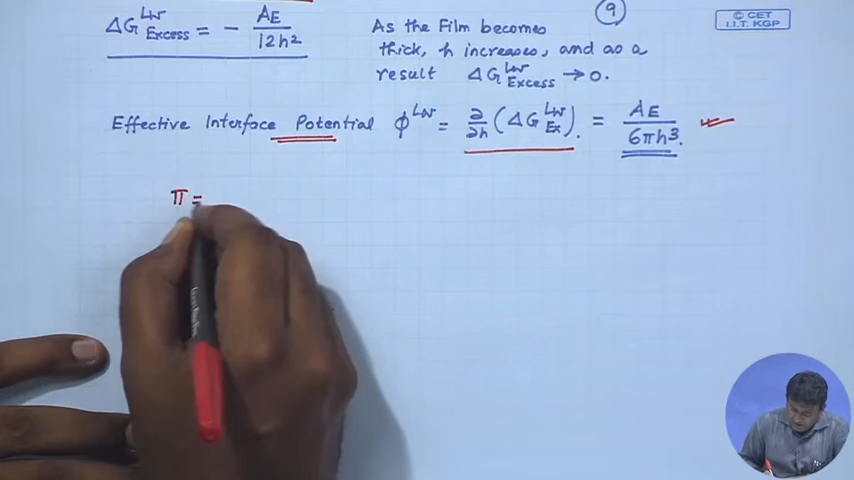 ΔG^LW_Excess = - A_E / 12h²
As the Film becomes
thick, h increases, and as a
result ΔG^LW_Excess → 0.
9
© CET
I.I.T. KGP
Effective Interface Potential ϕ^LW = ∂/∂h (ΔG^LW_Ex). = A_E / 6πh³.
π =